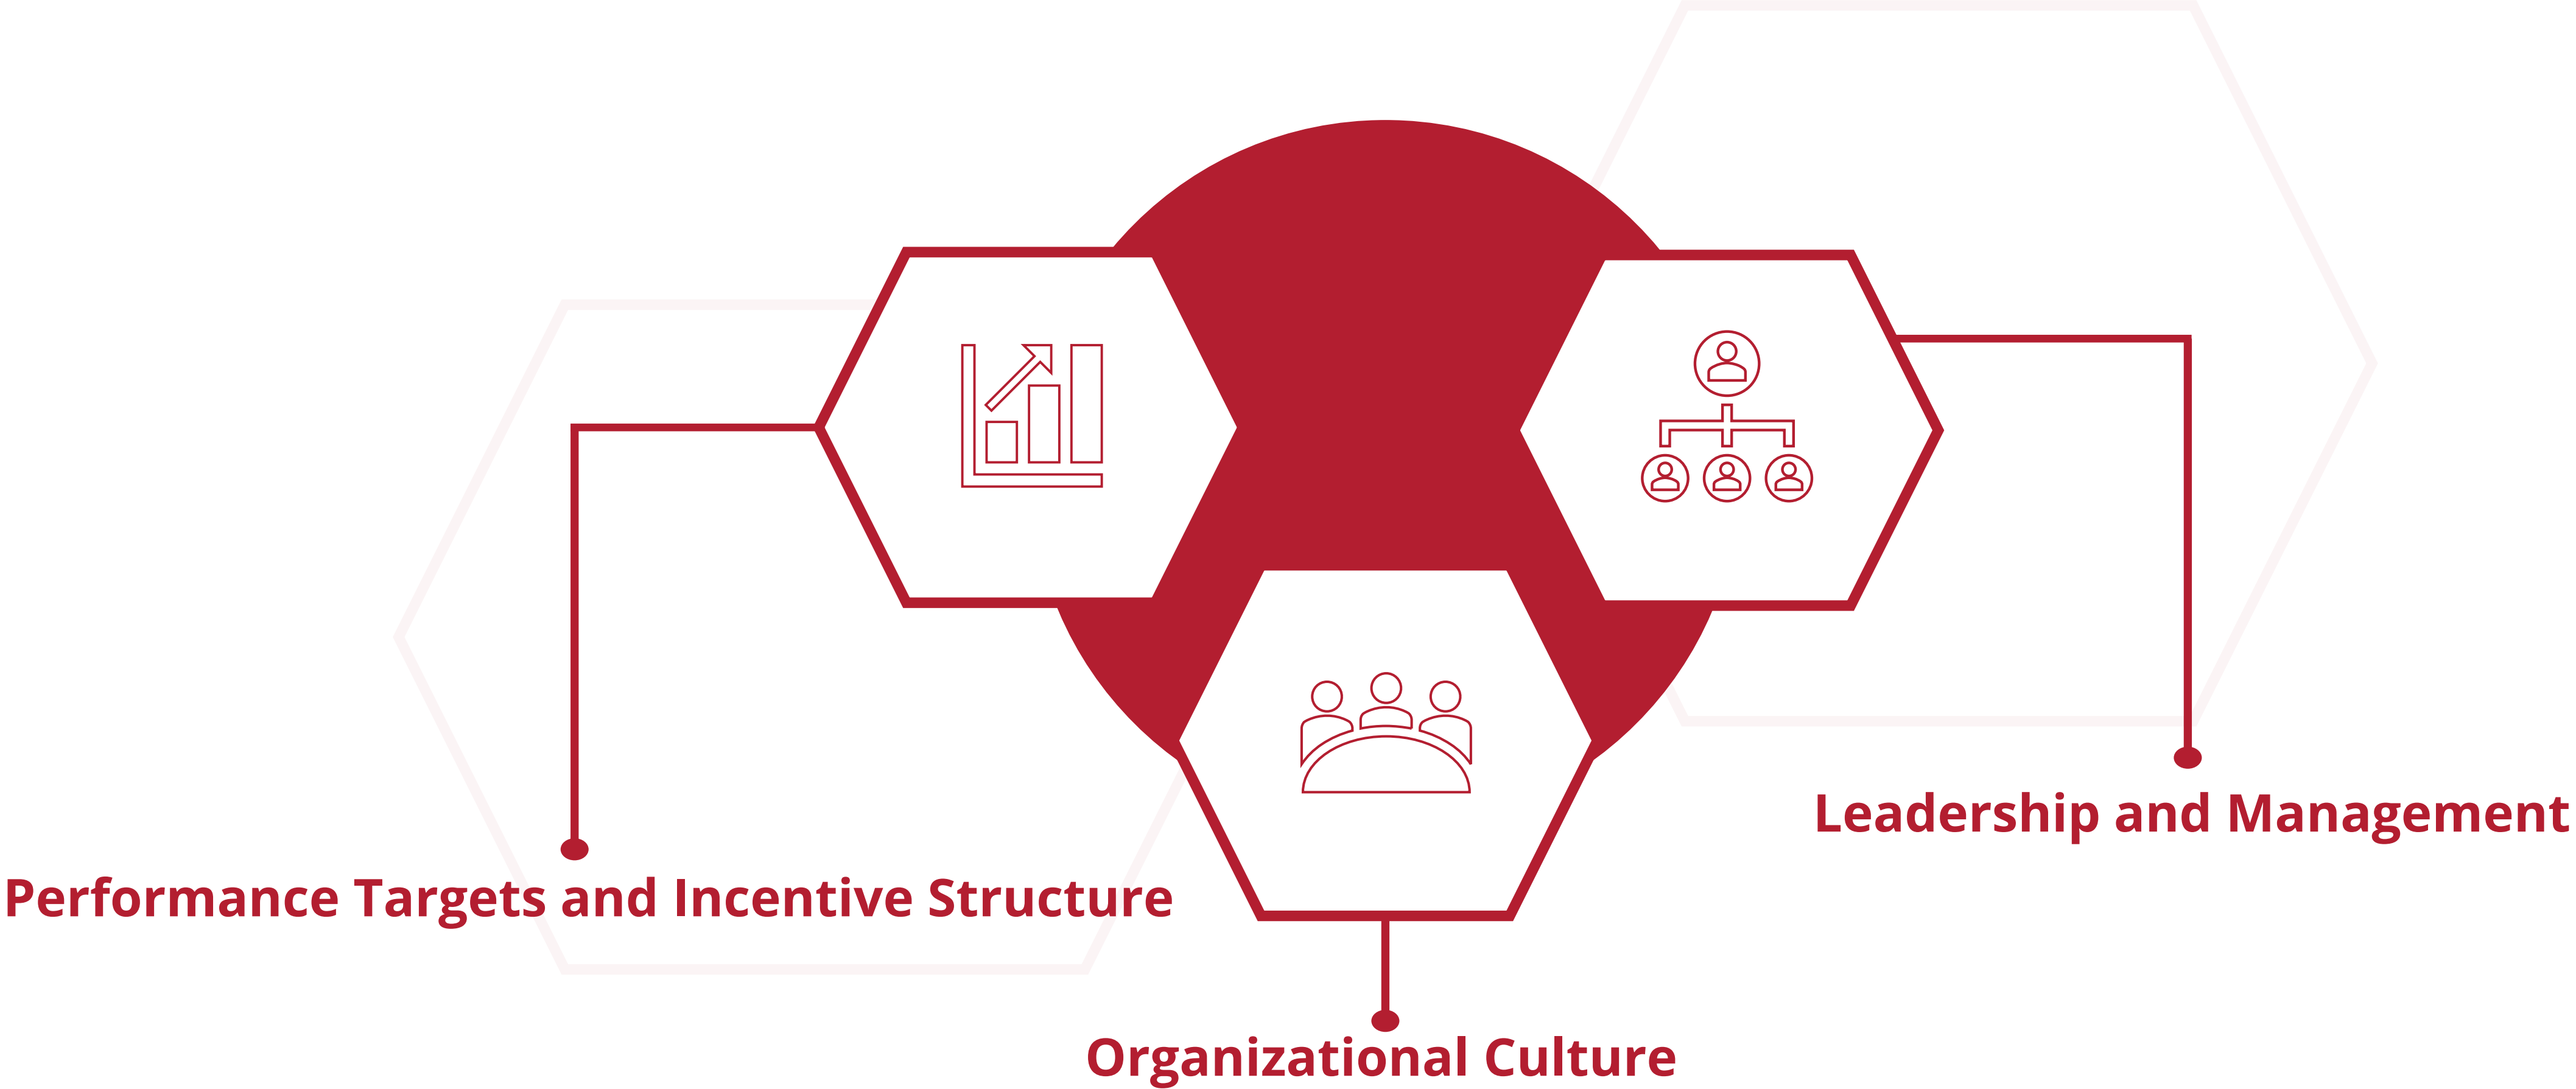 Leadership and Management
Performance Targets and Incentive Structure
Organizational Culture